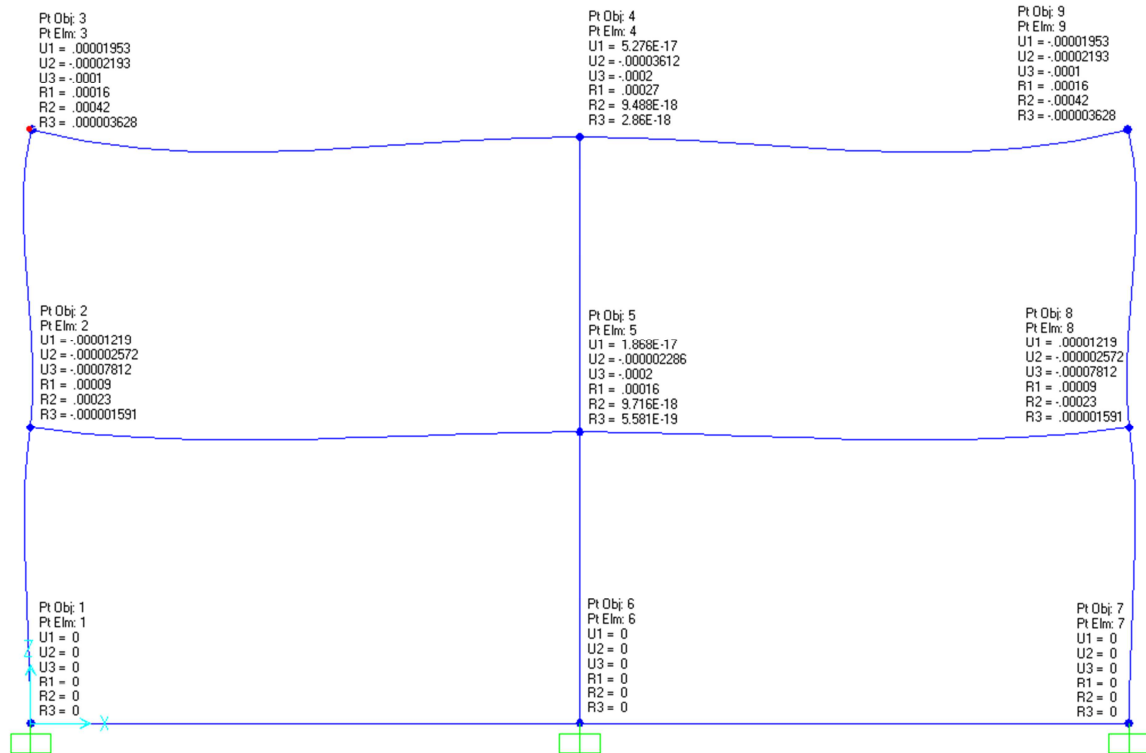 Pt Obj: 3
Pt Elm: 3
U1 = .00001953
U2 = -.00002193
U3 = -.0001
R1 = .00016
R2 = .00042
R3 = .000003628
Pt Obj: 4
Pt Elm: 4
U1 = 5.276E-17
U2 = -.00003612
U3 = -.0002
R1 = .00027
R2 = 9.488E-18
R3 = 2.86E-18
Pt Obj: 9
Pt Elm: 9
U1 = -.00001953
U2 = -.00002193
U3 = -.0001
R1 = .00016
R2 = -.00042
R3 = -.000003628
Pt Obj: 2
Pt Elm: 2
U1 = -.00001219
U2 = -.000002572
U3 = -.00007812
R1 = .00009
R2 = .00023
R3 = -.000001591
Pt Obj: 5
Pt Elm: 5
U1 = 1.868E-17
U2 = -.000002286
U3 = -.0002
R1 = .00016
R2 = 9.716E-18
R3 = 5.581E-19
Pt Obj: 8
Pt Elm: 8
U1 = .00001219
U2 = -.000002572
U3 = -.00007812
R1 = .00009
R2 = -.00023
R3 = .000001591
Pt Obj: 1
Pt Elm: 1
U1 = 0
U2 = 0
U3 = 0
R1 = 0
R2 = 0
R3 = 0
Z
X
Pt Obj: 6
Pt Elm: 6
U1 = 0
U2 = 0
U3 = 0
R1 = 0
R2 = 0
R3 = 0
Pt Obj: 7
Pt Elm: 7
U1 = 0
U2 = 0
U3 = 0
R1 = 0
R2 = 0
R3 = 0